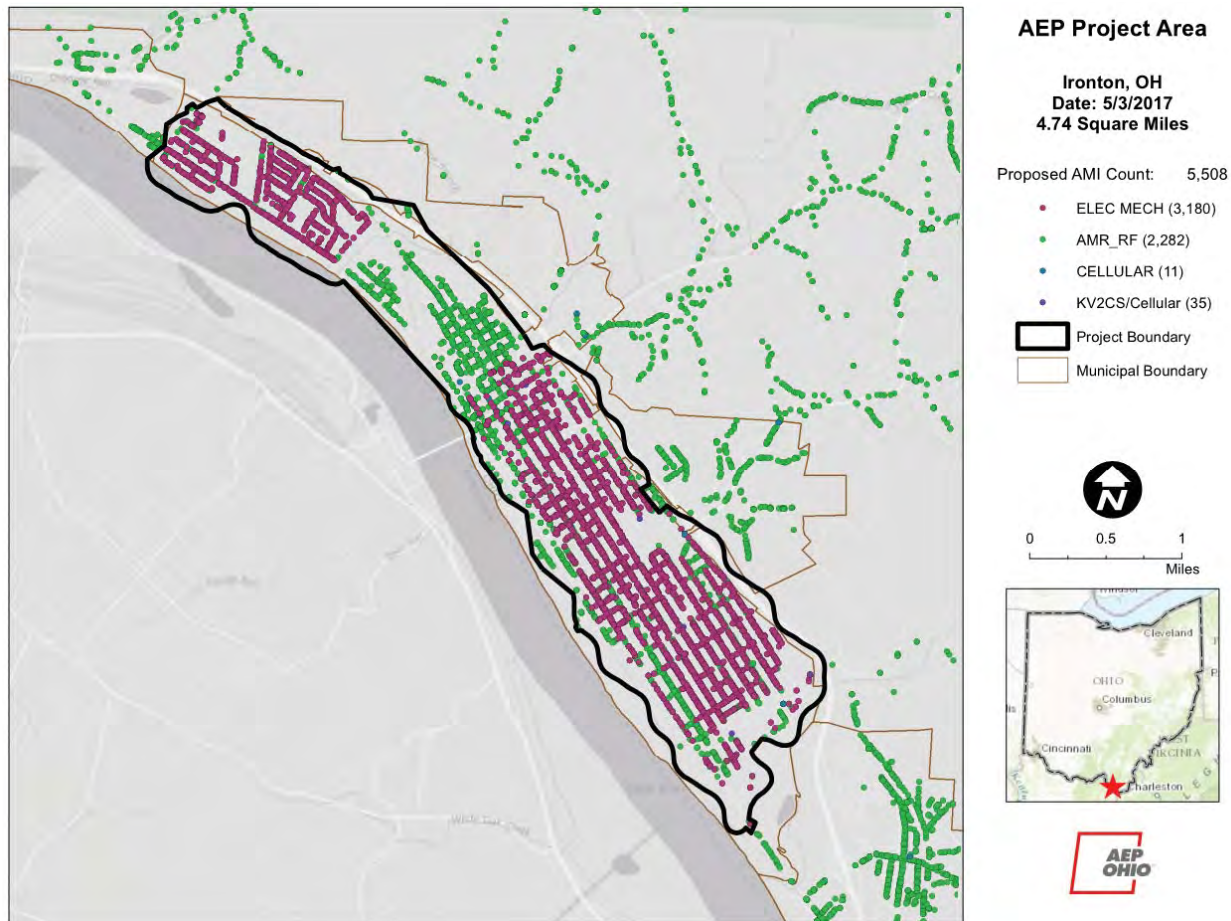 AEP Project Area
Ironton, OH
Date: 5/3/2017
4.74 Square Miles
Proposed AMI Count: 5,508
ELEC MECH (3,180)
AMR_RF (2,282)
CELLULAR (11)
KV2CS/Cellular (35)
Project Boundary
Municipal Boundary
N
0 0.5 1
Miles
Cleveland
OHIO
Columbus
Cincinnati
VIRGINIA
Charleston
AEP
OHIO